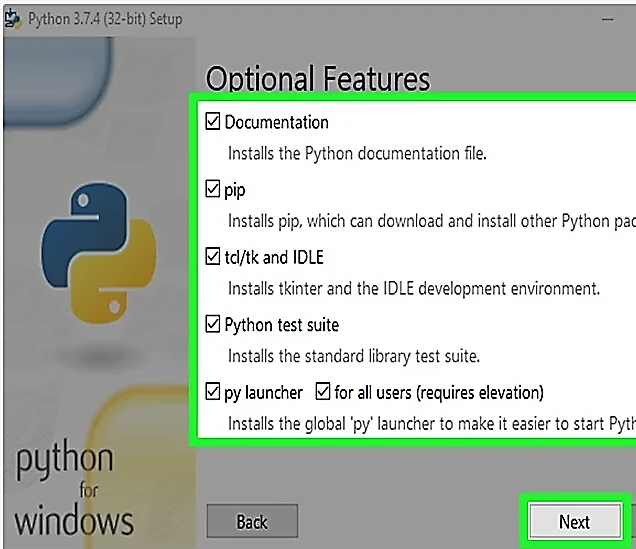 Python 3.7.4 (32-bit) Setup
Optional Features
Documentation
Installs the Python documentation file.
pip
Installs pip, which can download and install other Python pac
tcl/tk and IDLE
Installs tkinter and the IDLE development environment.
Python test suite
Installs the standard library test suite.
py launcher for all users (requires elevation)
Installs the global 'py' launcher to make it easier to start Pyth
python
for
windows
Back Next